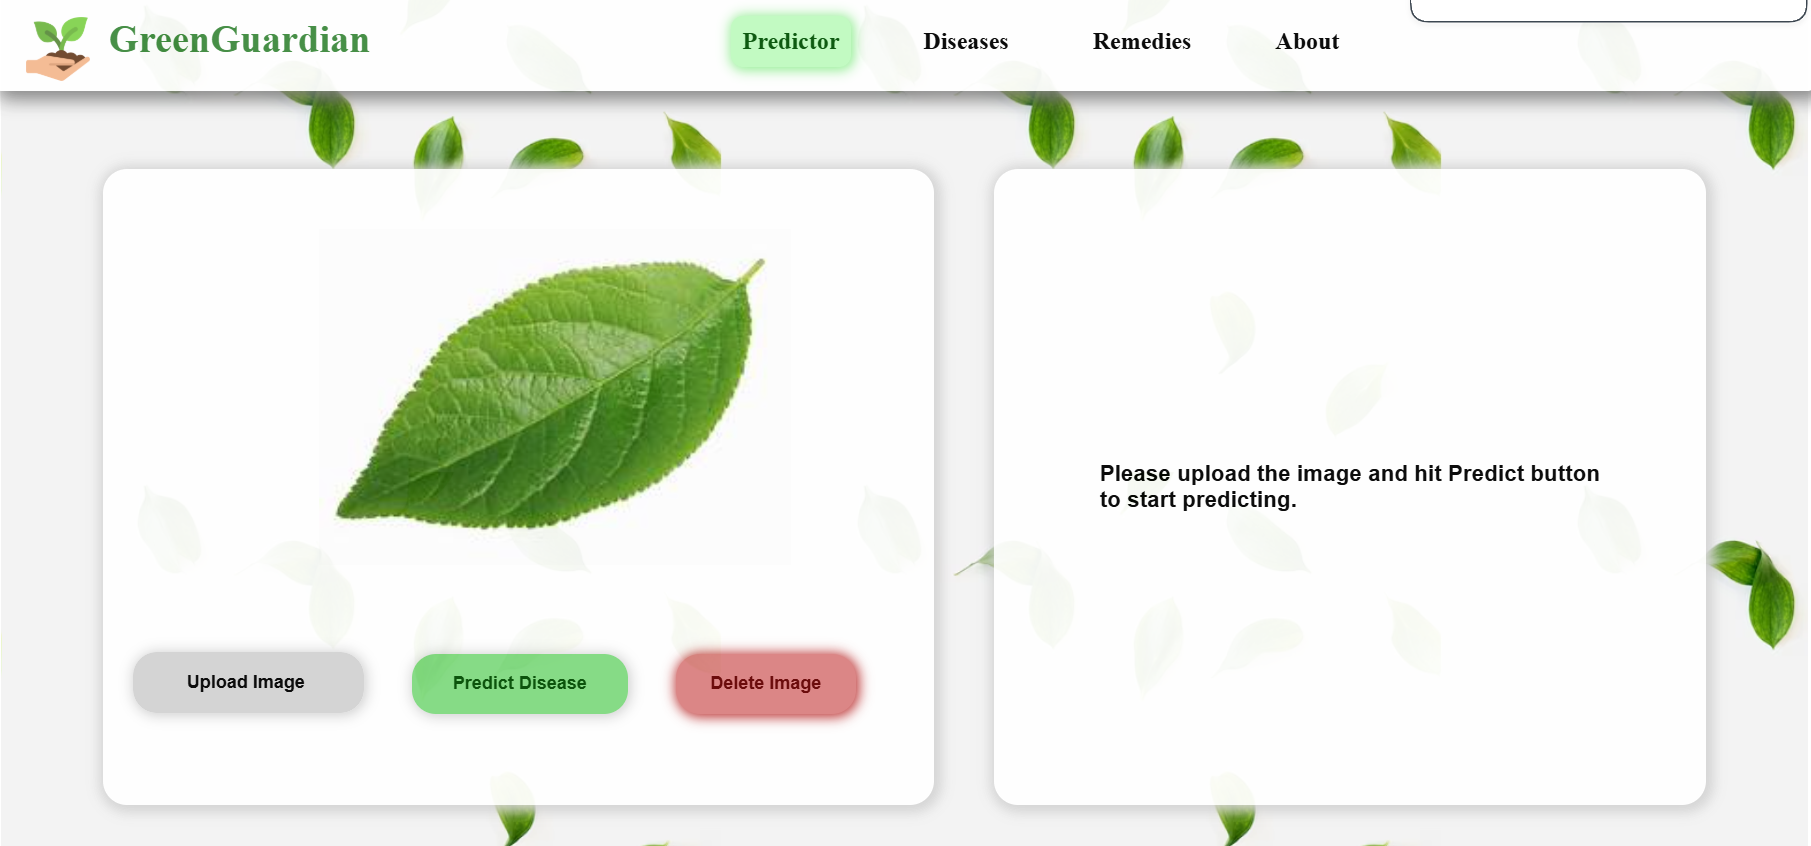 GreenGuardian
Predictor
Diseases
Remedies
About
Please upload the image and hit Predict button
to start predicting.
Upload Image
Predict Disease
Delete Image